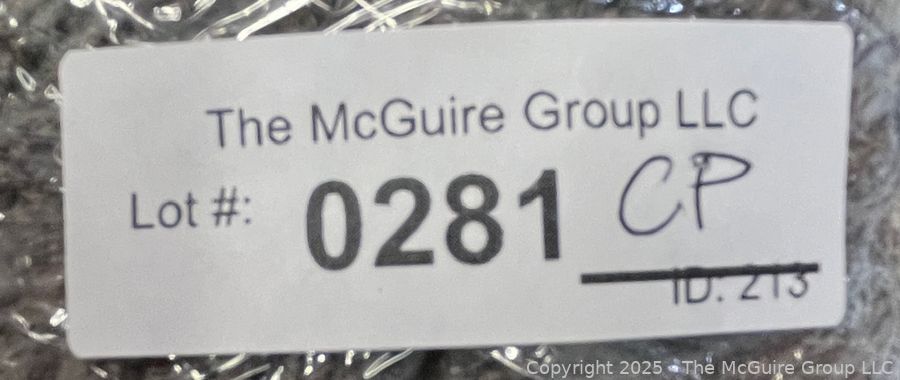 The McGuire Group LLC
Lot #: 0281 CP
ID: 213
Copyright 2025 - The McGuire Group LLC